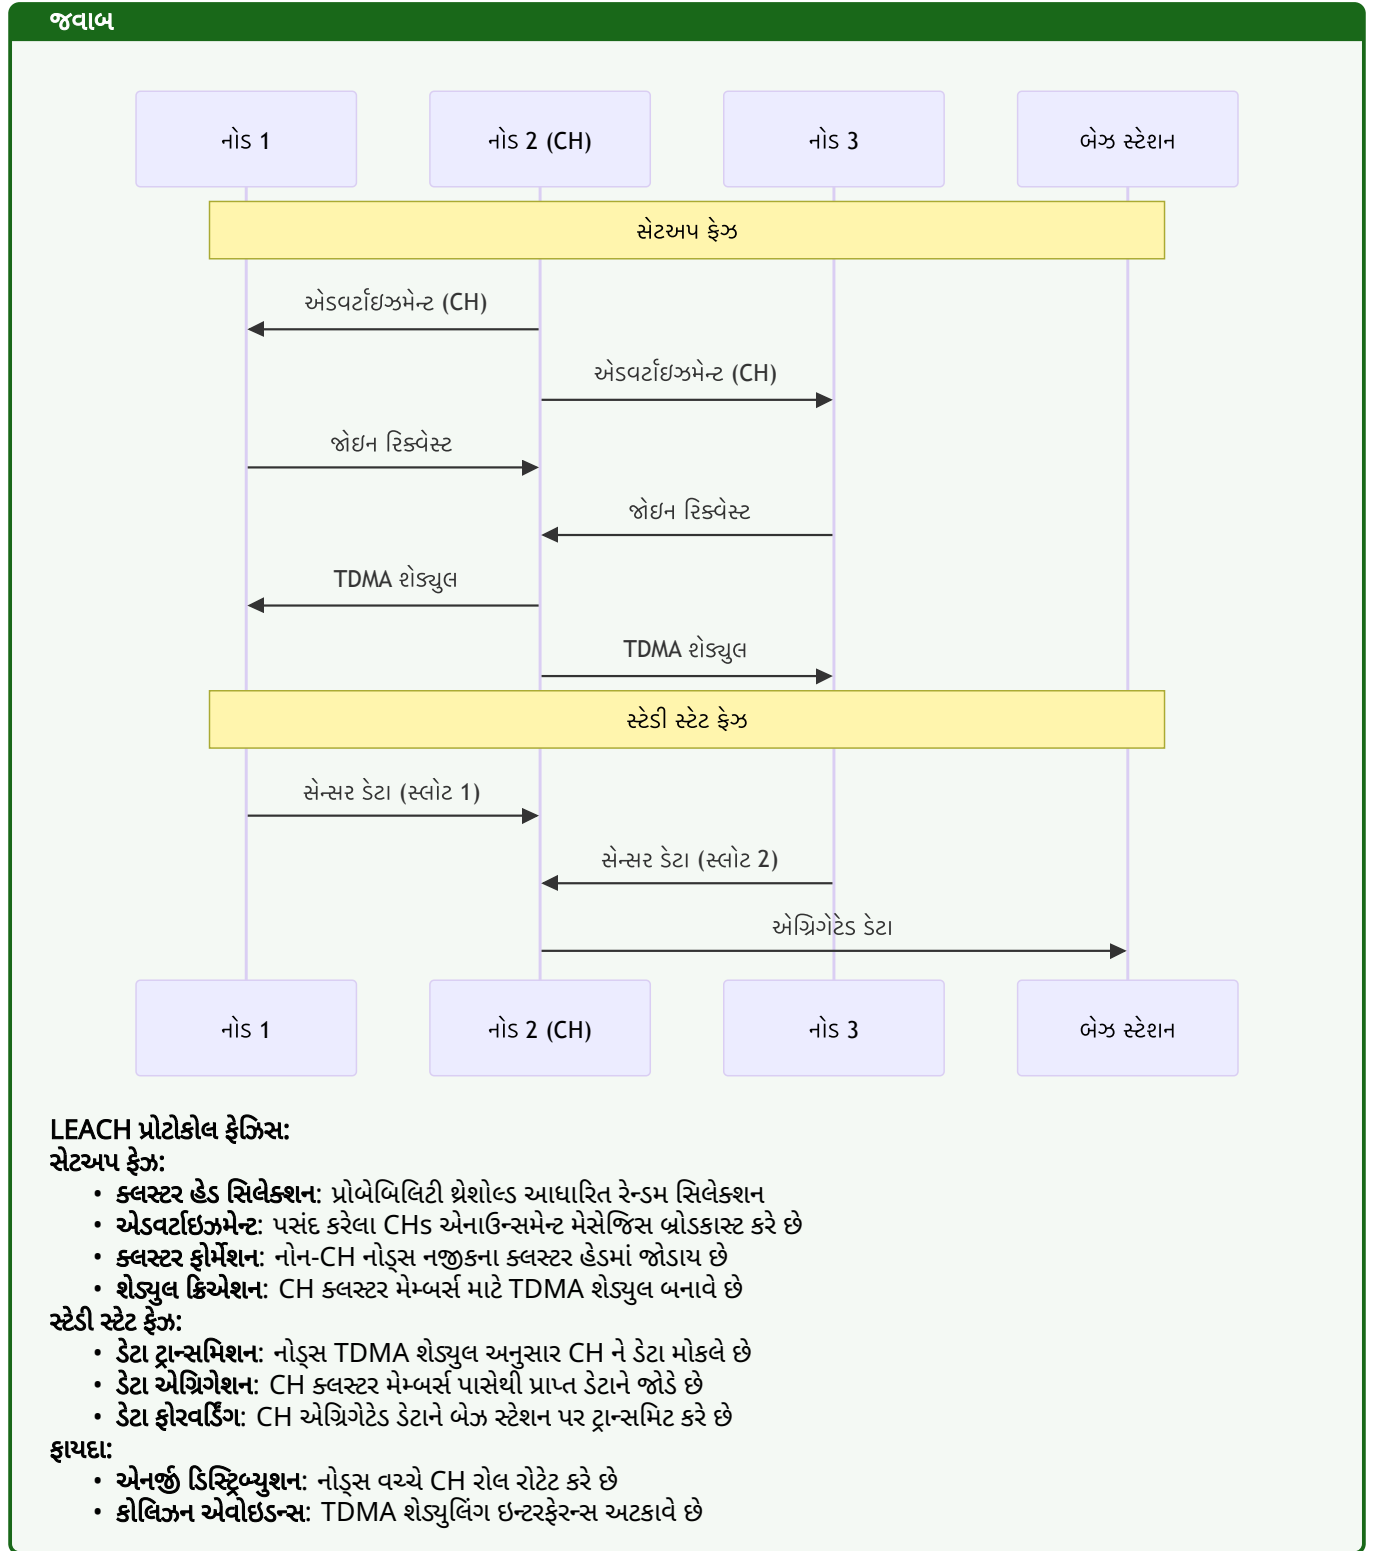 જવાબ
નોડ 1
નોડ 2 (CH)
નોડ 3
બેઝ સ્ટેશન
સેટઅપ ફેઝ
એડવર્ટાઇઝમેન્ટ (CH)
એડવર્ટાઇઝમેન્ટ (CH)
જોઇન રિક્વેસ્ટ
જોઇન રિક્વેસ્ટ
TDMA શેડ્યુલ
TDMA શેડ્યુલ
સ્ટેડી સ્ટેટ ફેઝ
સેન્સર ડેટા (સ્લોટ 1)
સેન્સર ડેટા (સ્લોટ 2)
એગ્રિગેટેડ ડેટા
નોડ 1
નોડ 2 (CH)
નોડ 3
બેઝ સ્ટેશન
LEACH પ્રોટોકોલ ફેઝિસ:
સેટઅપ ફેઝ:
• ક્લસ્ટર હેડ સિલેક્શન: પ્રોબેબિલિટી થ્રેશોલ્ડ આધારિત રેન્ડમ સિલેક્શન
• એડવર્ટાઇઝમેન્ટ: પસંદ કરેલા CHs એનાઉન્સમેન્ટ મેસેજિસ બ્રોડકાસ્ટ કરે છે
• ક્લસ્ટર ફોર્મેશન: નોન-CH નોડ્સ નજીકના ક્લસ્ટર હેડમાં જોડાય છે
• શેડ્યુલ ક્રિએશન: CH ક્લસ્ટર મેમ્બર્સ માટે TDMA શેડ્યુલ બનાવે છે
સ્ટેડી સ્ટેટ ફેઝ:
• ડેટા ટ્રાન્સમિશન: નોડ્સ TDMA શેડ્યુલ અનુસાર CH ને ડેટા મોકલે છે
• ડેટા એગ્રિગેશન: CH ક્લસ્ટર મેમ્બર્સ પાસેથી પ્રાપ્ત ડેટાને જોડે છે
• ડેટા ફોરવર્ડિંગ: CH એગ્રિગેટેડ ડેટાને બેઝ સ્ટેશન પર ટ્રાન્સમિટ કરે છે
ફાયદા:
• એનર્જી ડિસ્ટ્રિબ્યુશન: નોડ્સ વચ્ચે CH રોલ રોટેટ કરે છે
• કોલિઝન એવોઇડન્સ: TDMA શેડ્યુલિંગ ઇન્ટરફેરન્સ અટકાવે છે